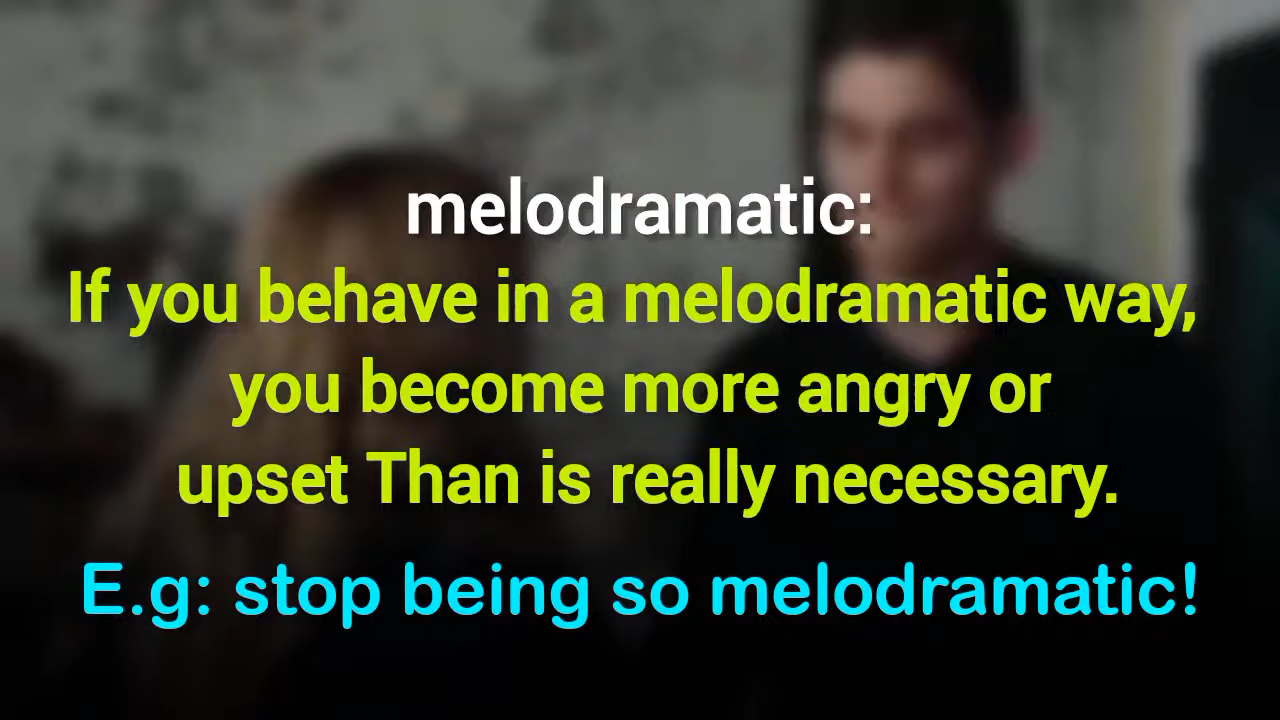 melodramatic:
If you behave in a melodramatic way,
you become more angry or
upset Than is really necessary.
E.g: stop being so melodramatic!